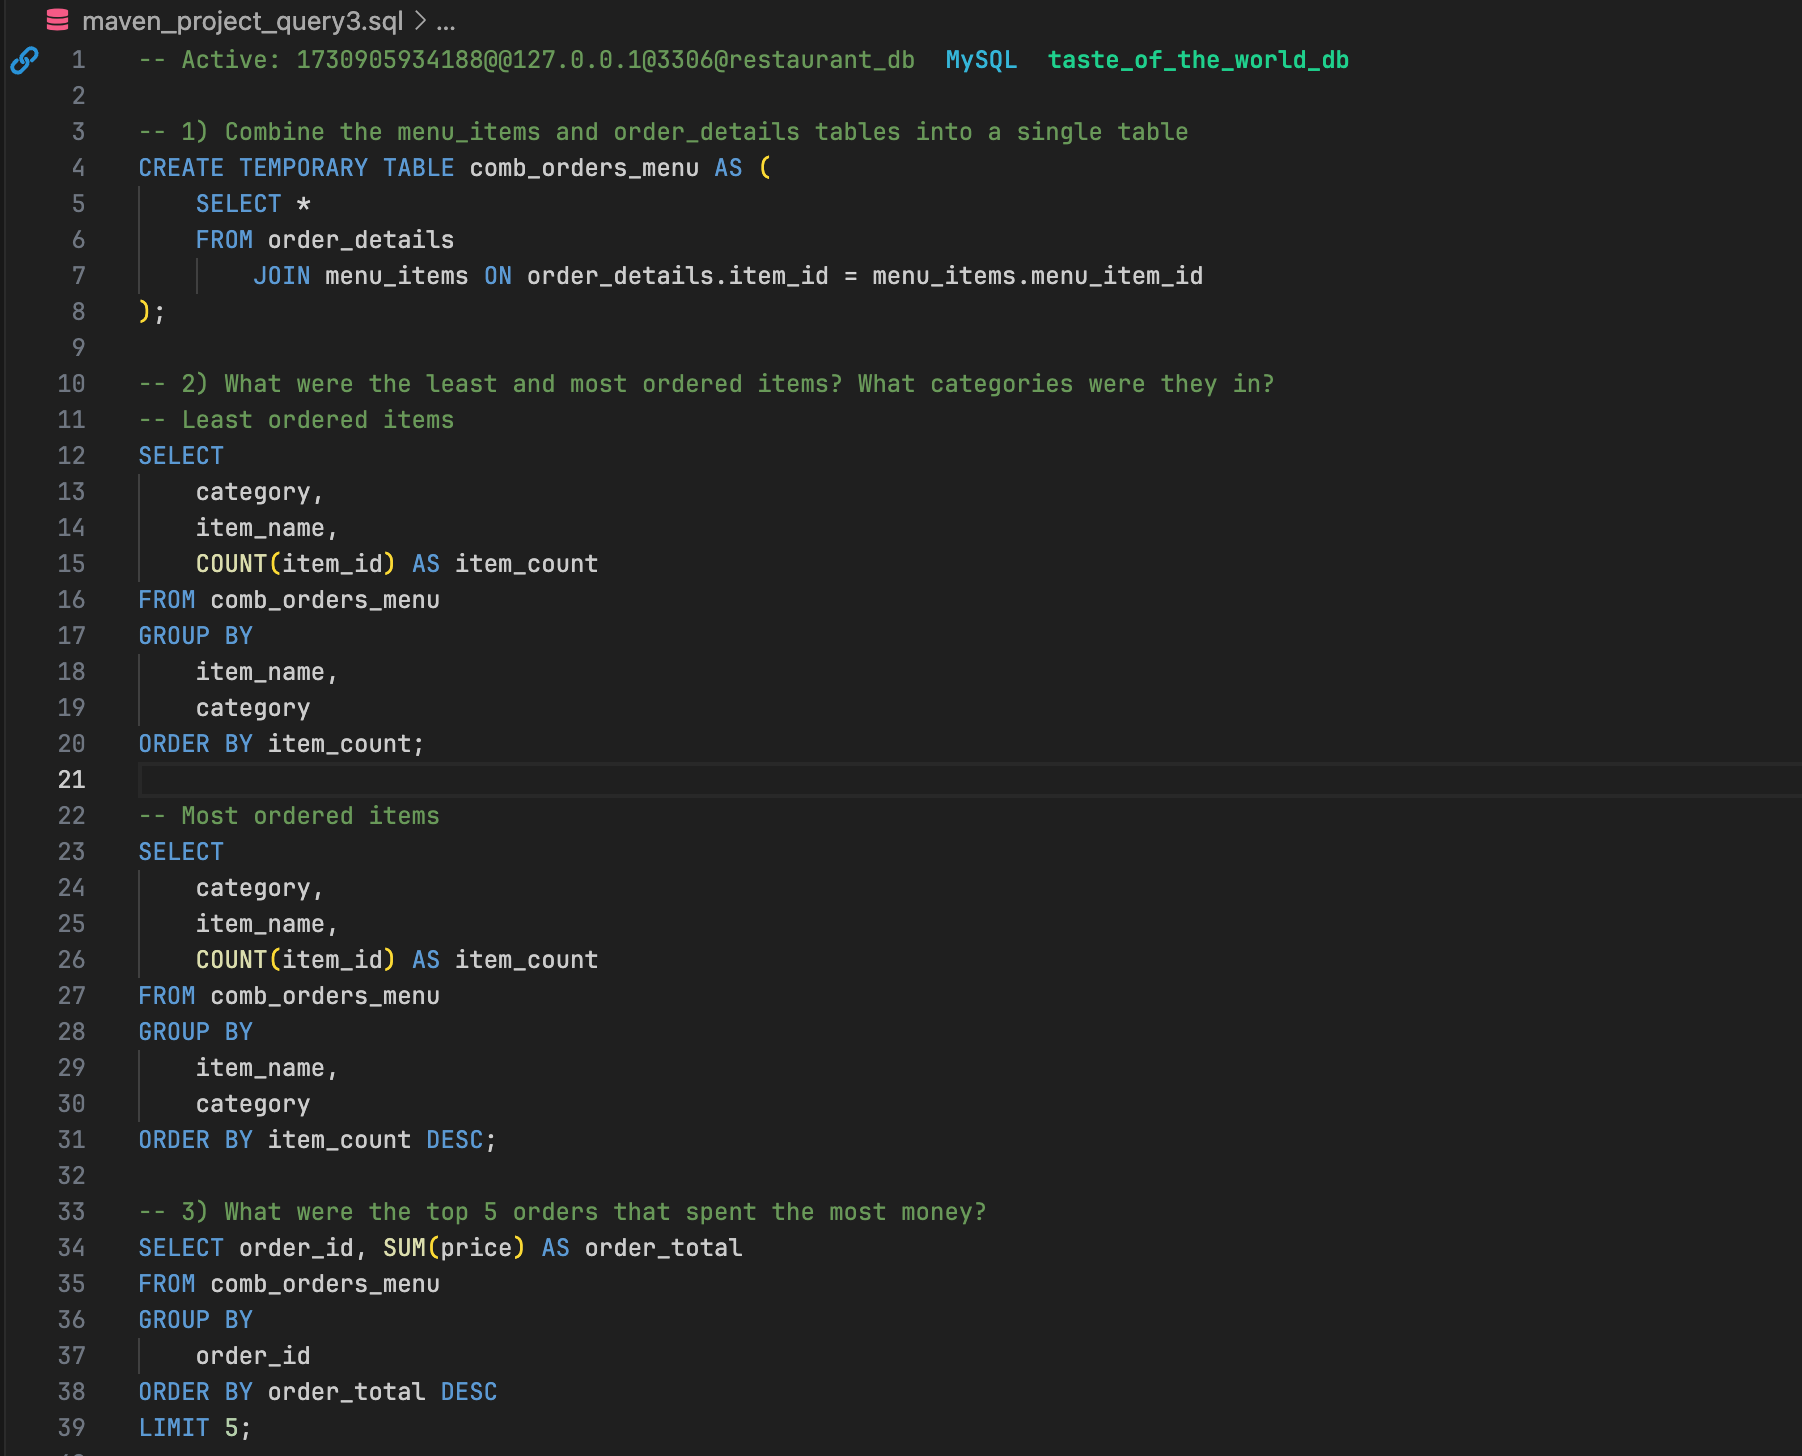 maven_project_query3.sql > ...
1 -- Active: 1730905934188@@127.0.0.1@3306@restaurant_db MySQL taste_of_the_world_db
2
3 -- 1) Combine the menu_items and order_details tables into a single table
4 CREATE TEMPORARY TABLE comb_orders_menu AS (
5     SELECT *
6     FROM order_details
7         JOIN menu_items ON order_details.item_id = menu_items.menu_item_id
8 );
9
10 -- 2) What were the least and most ordered items? What categories were they in?
11 -- Least ordered items
12 SELECT
13     category,
14     item_name,
15     COUNT(item_id) AS item_count
16 FROM comb_orders_menu
17 GROUP BY
18     item_name,
19     category
20 ORDER BY item_count;
21
22 -- Most ordered items
23 SELECT
24     category,
25     item_name,
26     COUNT(item_id) AS item_count
27 FROM comb_orders_menu
28 GROUP BY
29     item_name,
30     category
31 ORDER BY item_count DESC;
32
33 -- 3) What were the top 5 orders that spent the most money?
34 SELECT order_id, SUM(price) AS order_total
35 FROM comb_orders_menu
36 GROUP BY
37     order_id
38 ORDER BY order_total DESC
39 LIMIT 5;